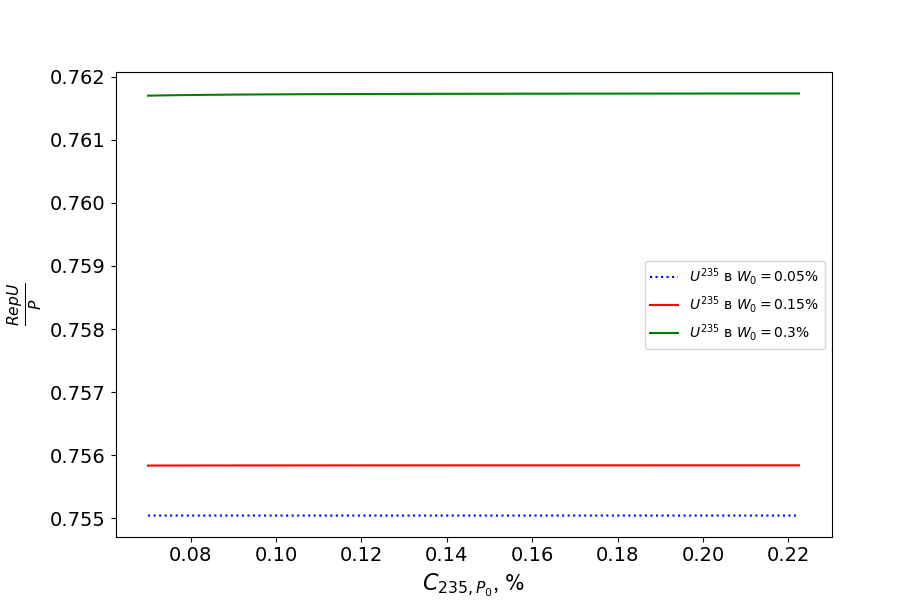 0.762
0.761
0.760
0.759
0.758
0.757
0.756
0.755
RepU
P
U^235 в W_0 = 0.05%
U^235 в W_0 = 0.15%
U^235 в W_0 = 0.3%
0.08 0.10 0.12 0.14 0.16 0.18 0.20 0.22
C_235, P_0, %